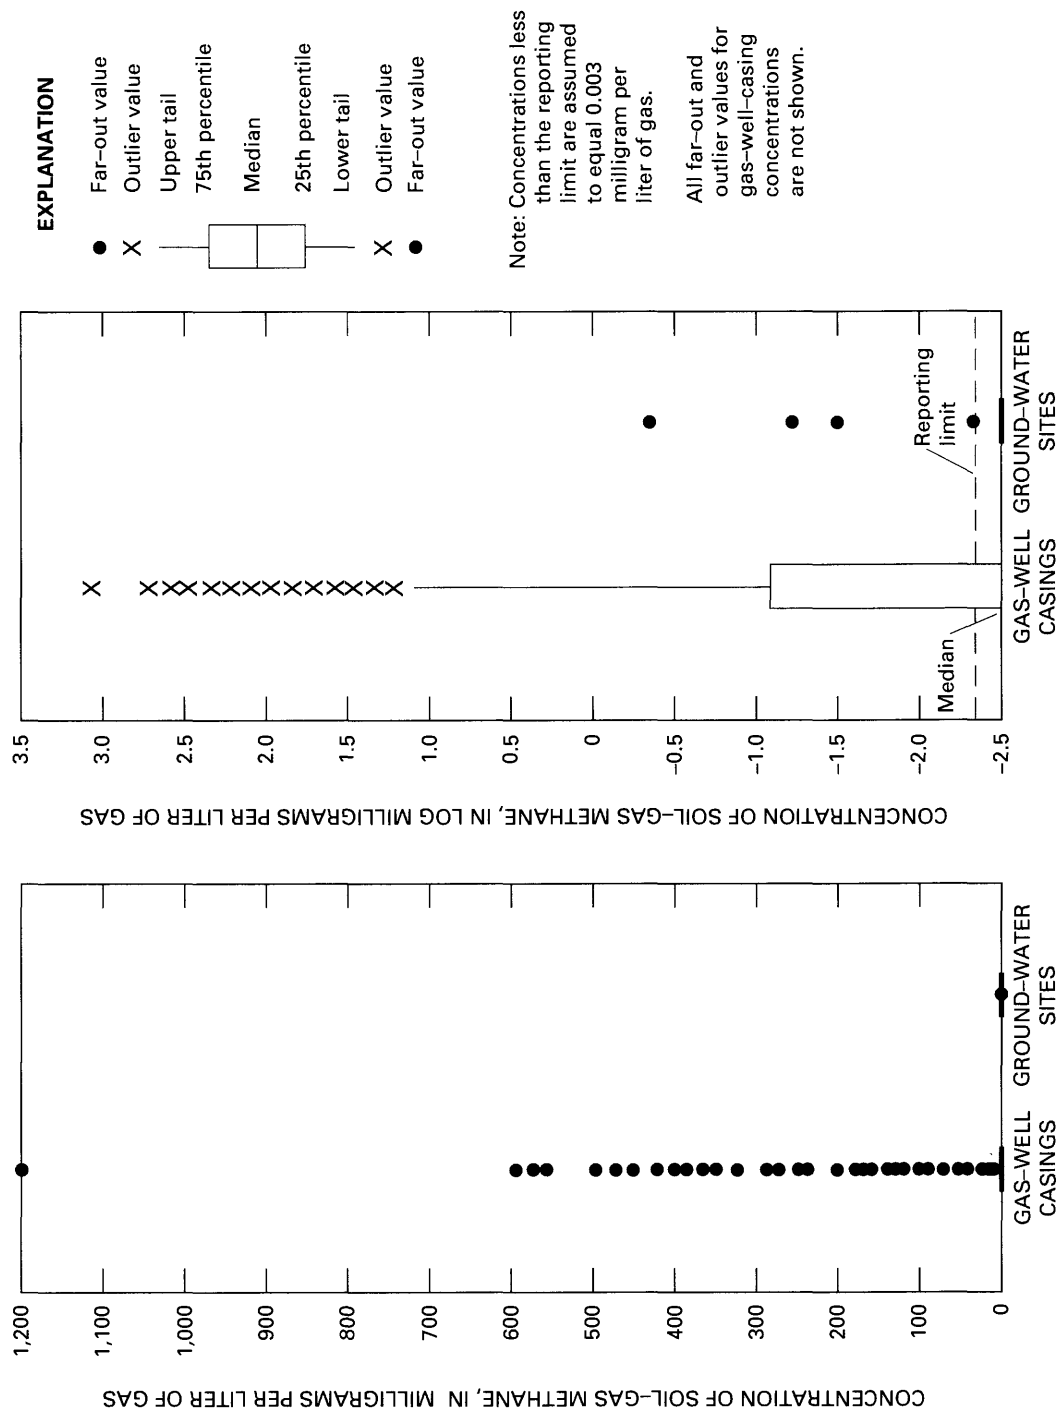 CONCENTRATION OF SOIL–GAS METHANE, IN MILLIGRAMS PER LITER OF GAS
1,200
1,100
1,000
900
800
700
600
500
400
300
200
100
0
GAS–WELL
CASINGS
GROUND–WATER
SITES
CONCENTRATION OF SOIL–GAS METHANE, IN LOG MILLIGRAMS PER LITER OF GAS
3.5
3.0
2.5
2.0
1.5
1.0
0.5
0
–0.5
–1.0
–1.5
–2.0
–2.5
Median
Reporting
limit
GAS–WELL
CASINGS
GROUND–WATER
SITES
EXPLANATION
Far–out value
Outlier value
Upper tail
75th percentile
Median
25th percentile
Lower tail
Outlier value
Far–out value
Note: Concentrations less
than the reporting
limit are assumed
to equal 0.003
milligram per
liter of gas.
All far–out and
outlier values for
gas–well–casing
concentrations
are not shown.